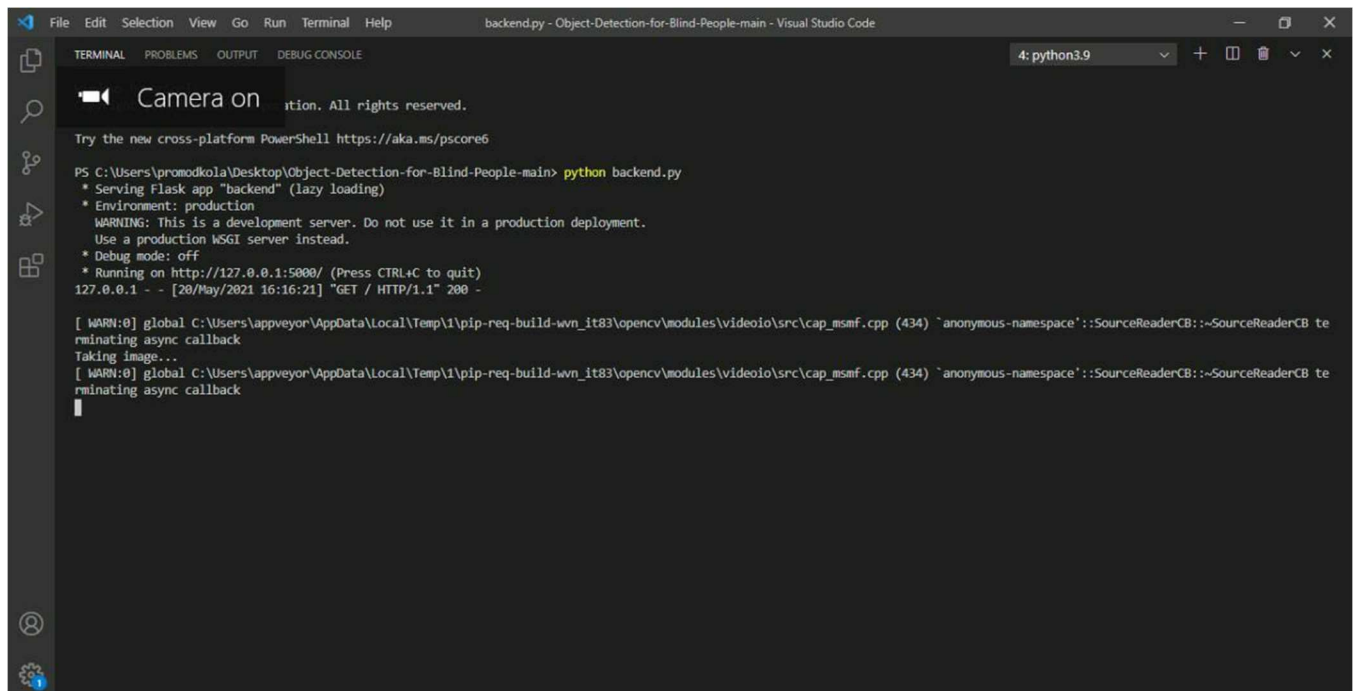 File Edit Selection View Go Run Terminal Help backend.py - Object-Detection-for-Blind-People-main - Visual Studio Code
TERMINAL PROBLEMS OUTPUT DEBUG CONSOLE 4: python3.9
Camera on
ation. All rights reserved.
Try the new cross-platform PowerShell https://aka.ms/pscore6
PS C:\Users\promodkola\Desktop\Object-Detection-for-Blind-People-main> python backend.py
* Serving Flask app "backend" (lazy loading)
* Environment: production
WARNING: This is a development server. Do not use it in a production deployment.
Use a production WSGI server instead.
* Debug mode: off
* Running on http://127.0.0.1:5000/ (Press CTRL+C to quit)
127.0.0.1 - - [20/May/2021 16:16:21] "GET / HTTP/1.1" 200 -
[ WARN:0] global C:\Users\appveyor\AppData\Local\Temp\1\pip-req-build-wvn_it83\opencv\modules\videoio\src\cap_msmf.cpp (434) `anonymous-namespace'::SourceReaderCB::~SourceReaderCB te
rminating async callback
Taking image...
[ WARN:0] global C:\Users\appveyor\AppData\Local\Temp\1\pip-req-build-wvn_it83\opencv\modules\videoio\src\cap_msmf.cpp (434) `anonymous-namespace'::SourceReaderCB::~SourceReaderCB te
rminating async callback
1